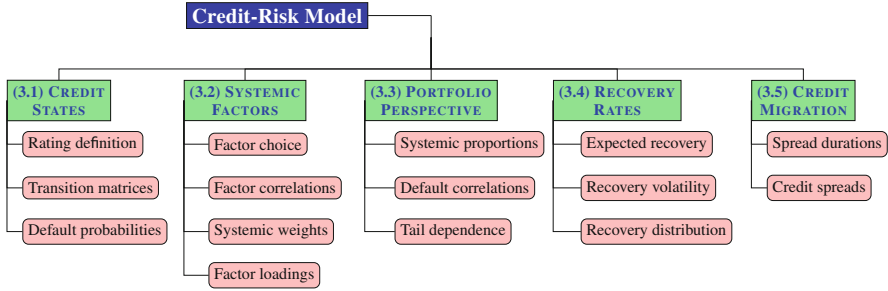 Credit-Risk Model
(3.1) CREDIT
STATES
Rating definition
Transition matrices
Default probabilities
(3.2) SYSTEMIC
FACTORS
Factor choice
Factor correlations
Systemic weights
Factor loadings
(3.3) PORTFOLIO
PERSPECTIVE
Systemic proportions
Default correlations
Tail dependence
(3.4) RECOVERY
RATES
Expected recovery
Recovery volatility
Recovery distribution
(3.5) CREDIT
MIGRATION
Spread durations
Credit spreads